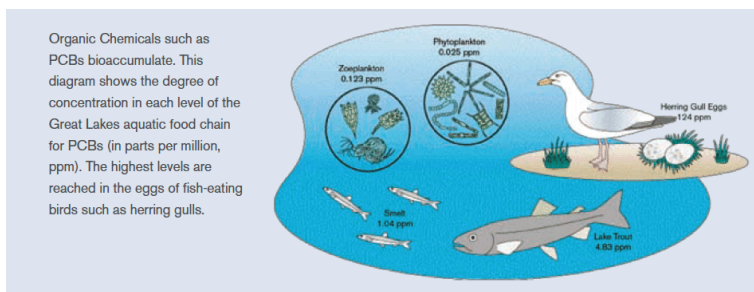 Organic Chemicals such as
PCBs bioaccumulate. This
diagram shows the degree of
concentration in each level of the
Great Lakes aquatic food chain
for PCBs (in parts per million,
ppm). The highest levels are
reached in the eggs of fish-eating
birds such as herring gulls.
Phytoplankton
0.025 ppm
Zooplankton
0.123 ppm
Herring Gull Eggs
124 ppm
Smelt
1.04 ppm
Lake Trout
4.83 ppm